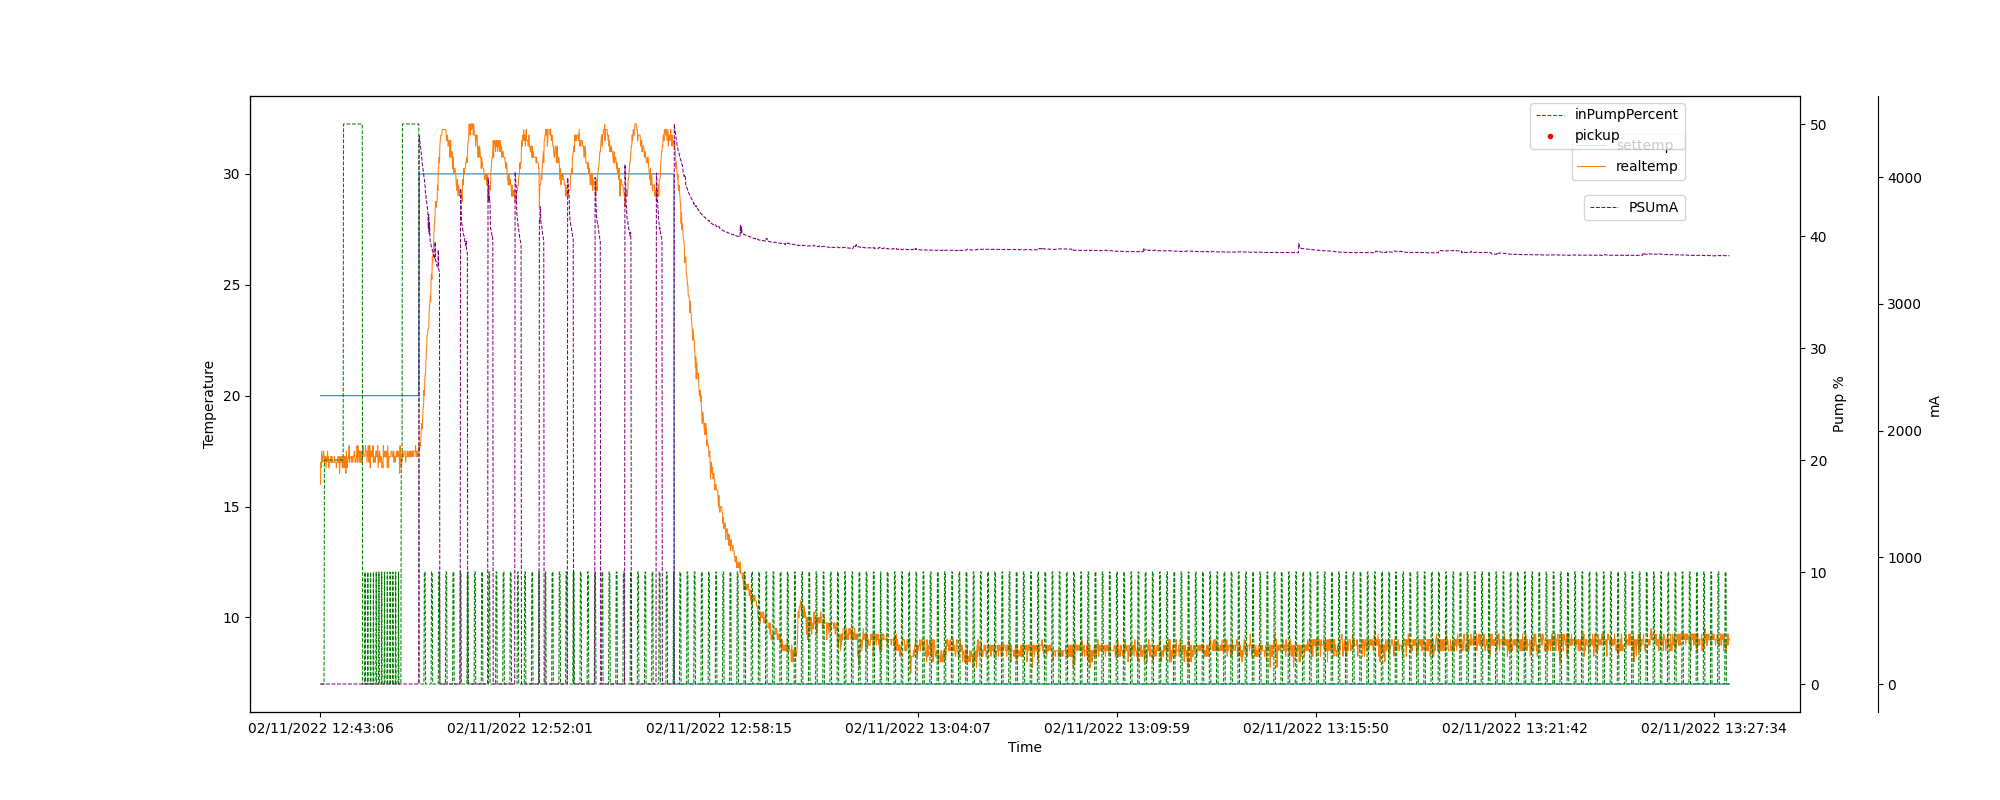 inPumpPercent
pickup
settemp
realtemp
PSUmA
30
25
20
15
10
Temperature
50
40
30
20
10
0
Pump %
4000
3000
2000
1000
0
mA
02/11/2022 12:43:06
02/11/2022 12:52:01
02/11/2022 12:58:15
02/11/2022 13:04:07
02/11/2022 13:09:59
02/11/2022 13:15:50
02/11/2022 13:21:42
02/11/2022 13:27:34
Time